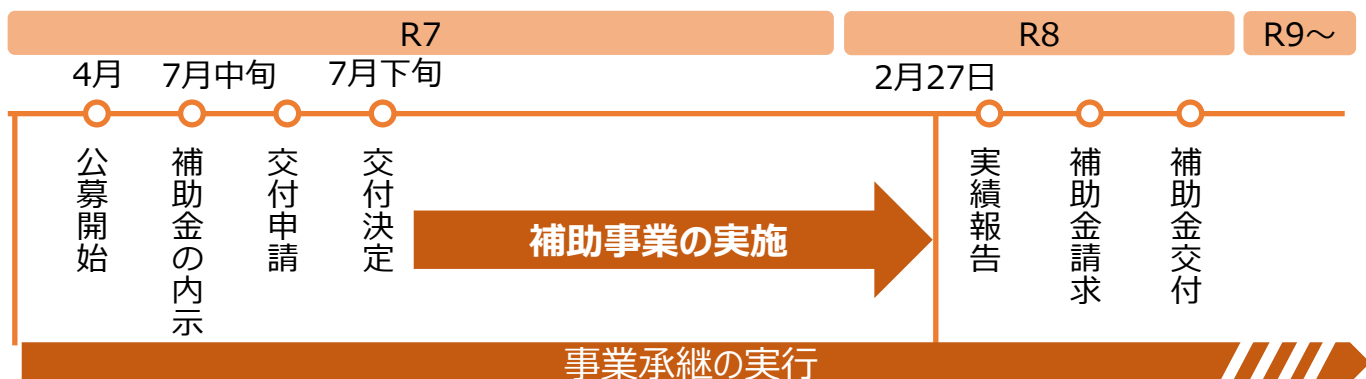 R7
R8
R9～
4月
7月中旬
7月下旬
2月27日
公募開始
補助金の内示
交付申請
交付決定
補助事業の実施
実績報告
補助金請求
補助金交付
事業承継の実行